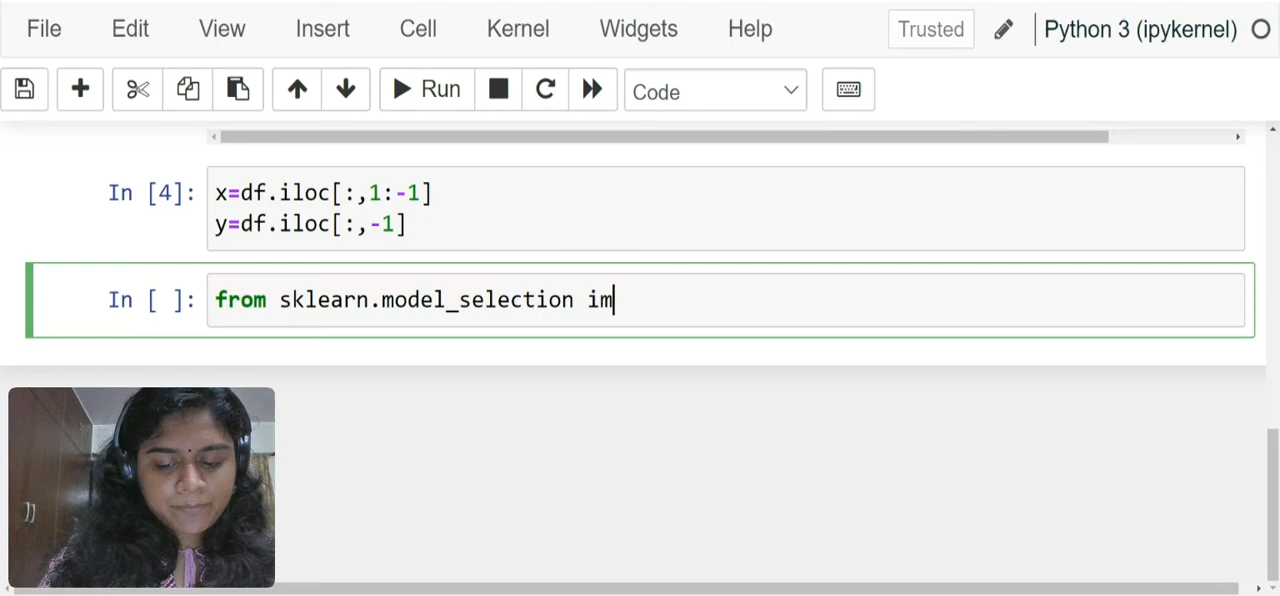 File Edit View Insert Cell Kernel Widgets Help Trusted Python 3 (ipykernel)
Run Code
In [4]: x=df.iloc[:,1:-1]
y=df.iloc[:,-1]
In [ ]: from sklearn.model_selection im